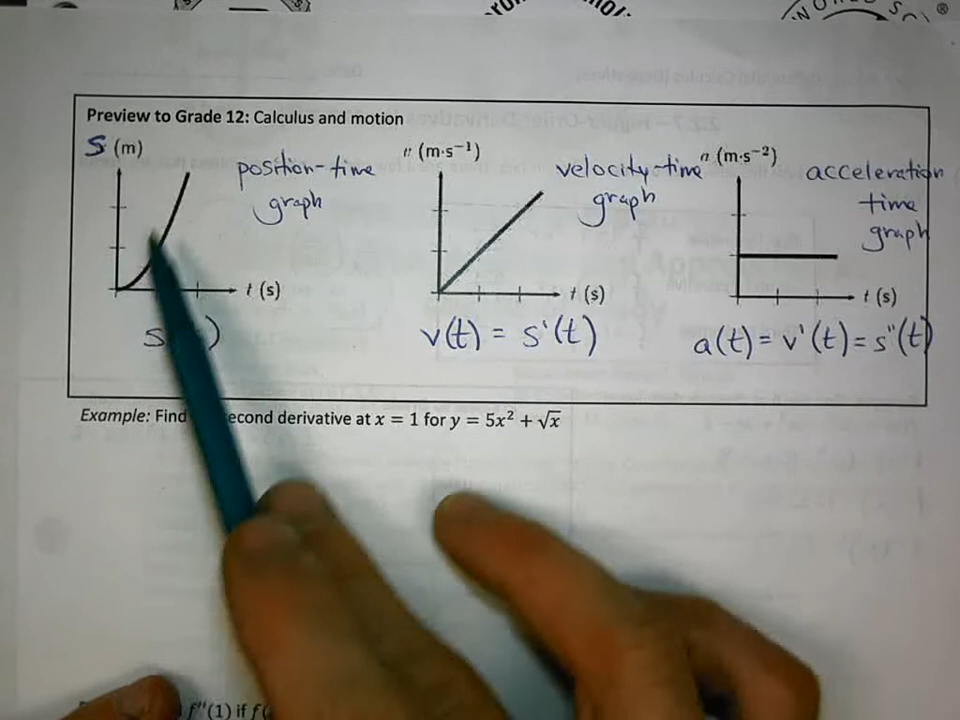 Preview to Grade 12: Calculus and motion
S (m)
position-time
graph
v (m·s⁻¹)
velocity-time
graph
a (m·s⁻²)
acceleration
time
graph
t (s)
t (s)
t (s)
s )
v(t) = s'(t)
a(t) = v'(t) = s"(t)
Example: Find second derivative at x = 1 for y = 5x² + √x
f"(1) if f(